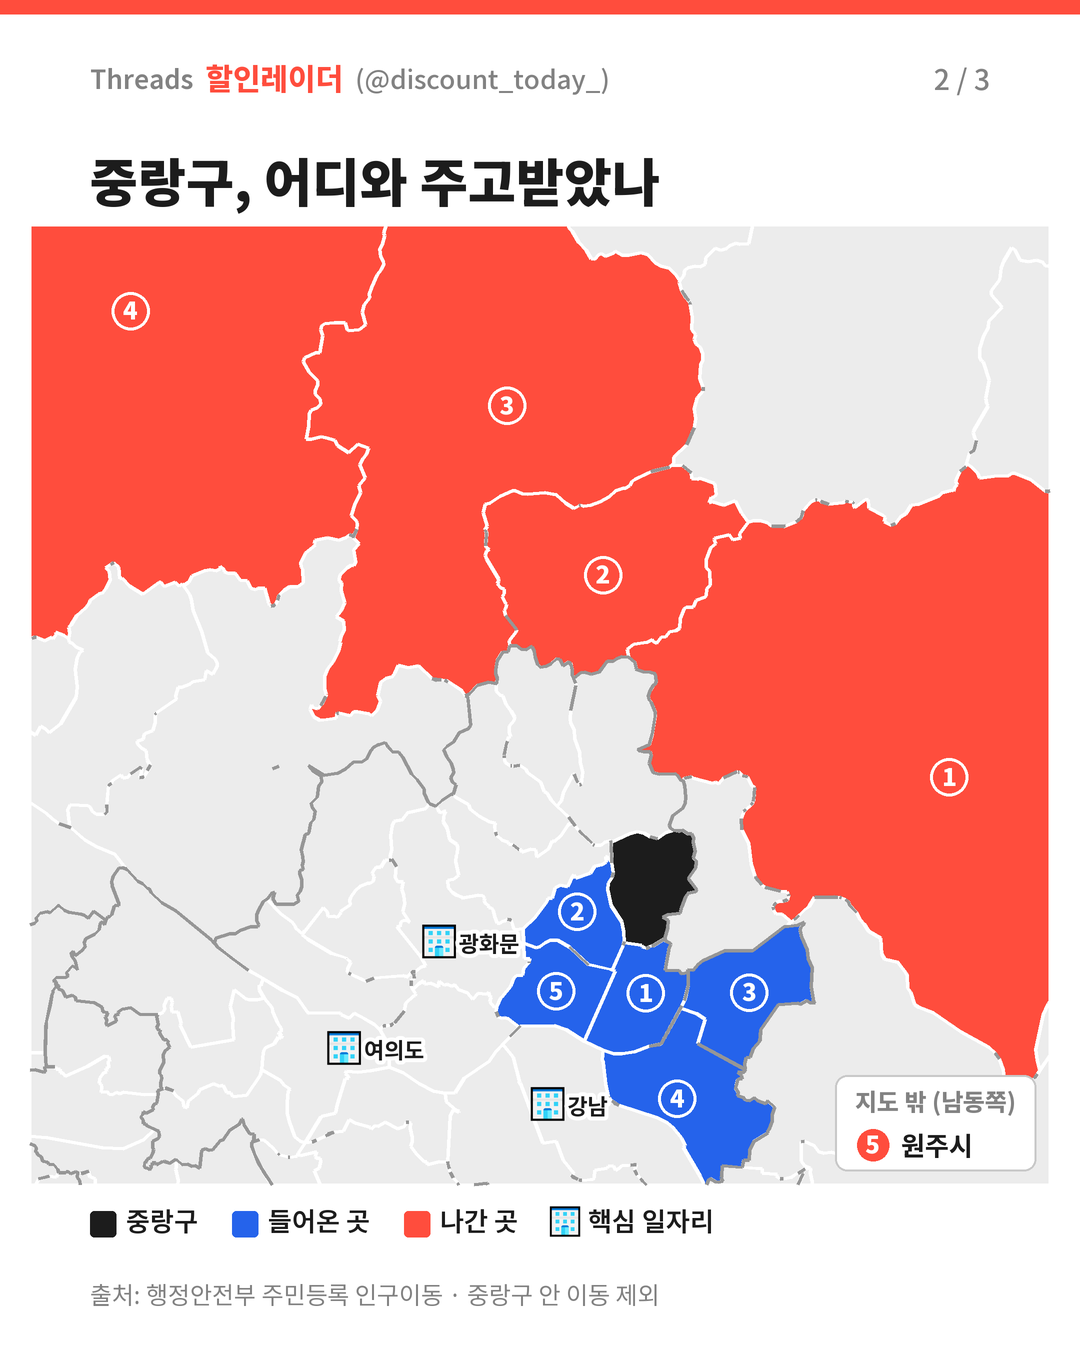 Threads 할인레이더 (@discount_today_)
2 / 3
중랑구, 어디와 주고받았나
4
3
2
1
2
광화문
5
1
3
여의도
강남
4
지도 밖 (남동쪽)
5 원주시
중랑구 들어온 곳 나간 곳 핵심 일자리
출처: 행정안전부 주민등록 인구이동 · 중랑구 안 이동 제외